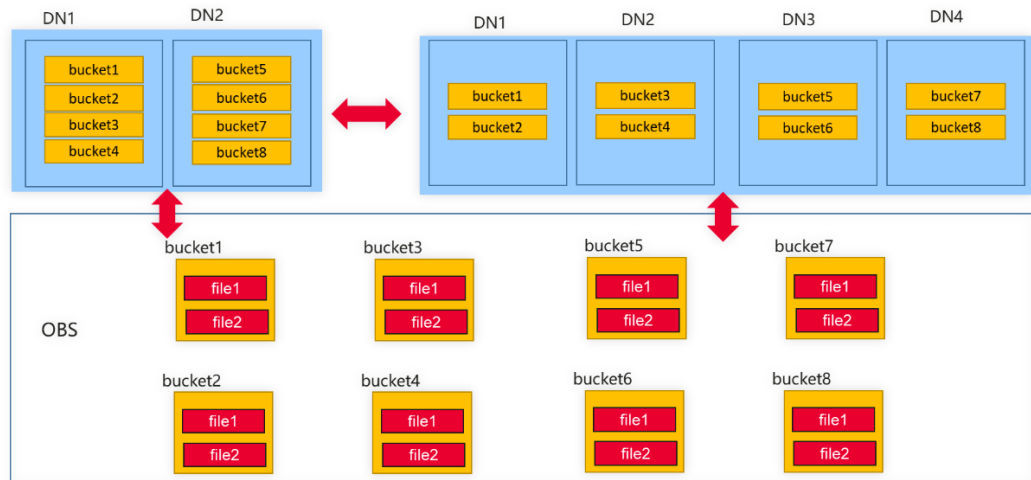 DN1 DN2 DN1 DN2 DN3 DN4
bucket1 bucket5
bucket2 bucket6
bucket3 bucket7
bucket4 bucket8
bucket1 bucket3 bucket5 bucket7
bucket2 bucket4 bucket6 bucket8
bucket1 bucket3 bucket5 bucket7
file1 file1 file1 file1
file2 file2 file2 file2
OBS
bucket2 bucket4 bucket6 bucket8
file1 file1 file1 file1
file2 file2 file2 file2